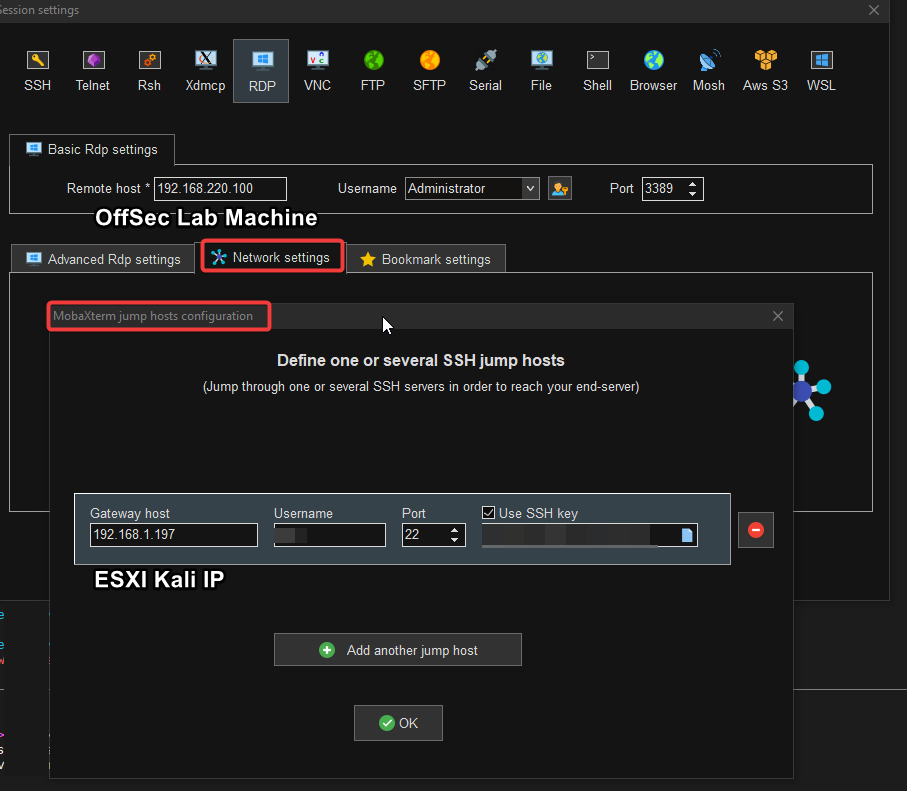 Session settings
SSH Telnet Rsh Xdmcp RDP VNC FTP SFTP Serial File Shell Browser Mosh Aws S3 WSL
Basic Rdp settings
Remote host * 192.168.220.100 Username Administrator Port 3389
OffSec Lab Machine
Advanced Rdp settings Network settings Bookmark settings
MobaXterm jump hosts configuration
Define one or several SSH jump hosts
(Jump through one or several SSH servers in order to reach your end-server)
Gateway host Username Port Use SSH key
192.168.1.197 22
ESXI Kali IP
Add another jump host
OK